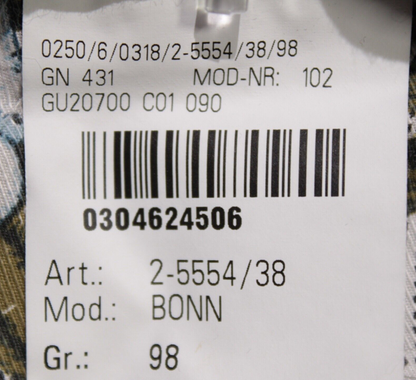 0250/6/0318/2-5554/38/98
GN 431 MOD-NR: 102
GU20700 C01 090
0304624506
Art.: 2-5554/38
Mod.: BONN
Gr.: 98